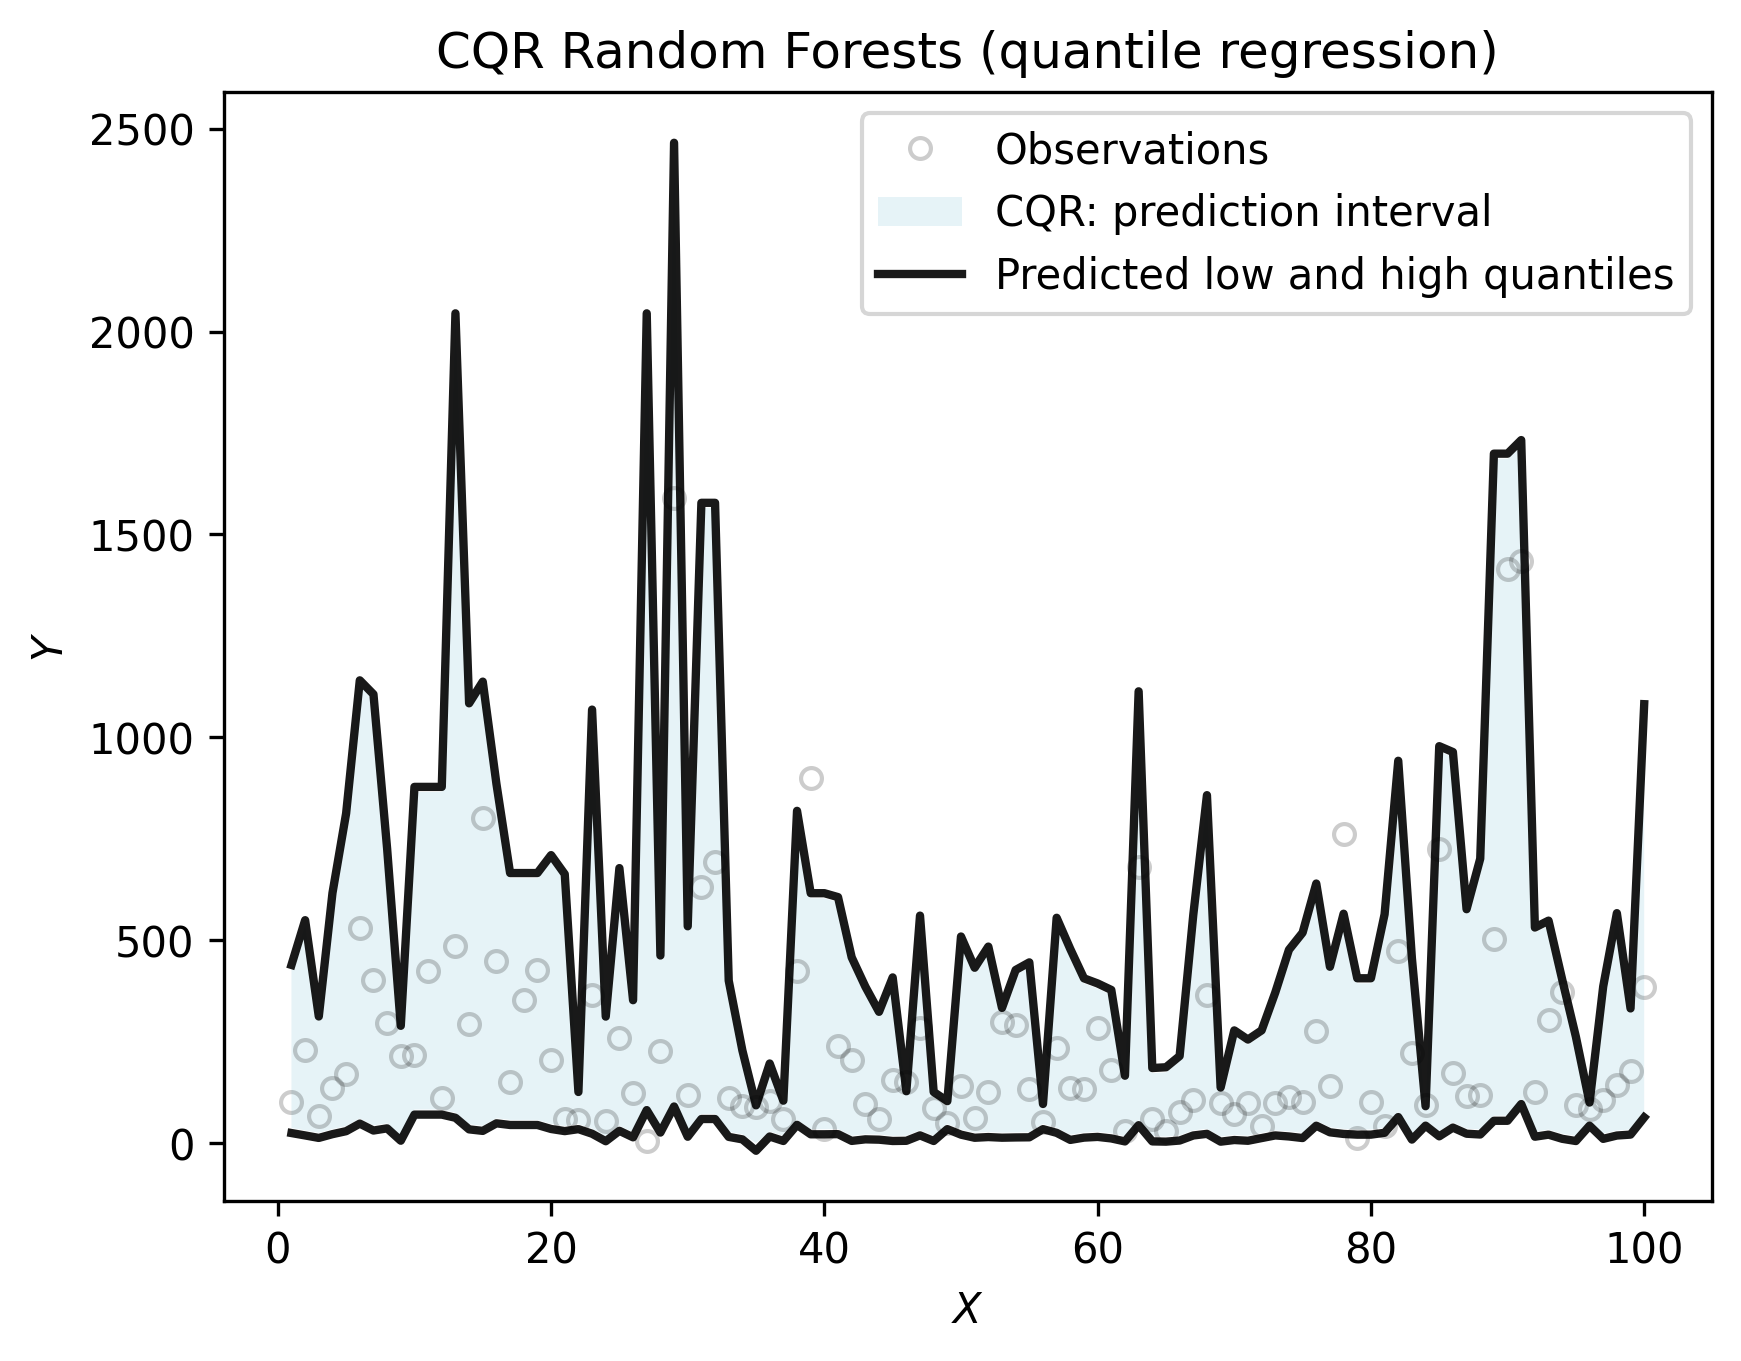 CQR Random Forests (quantile regression)
2500
2000
1500
1000
500
0
Y
Observations
CQR: prediction interval
Predicted low and high quantiles
0 20 40 60 80 100
X